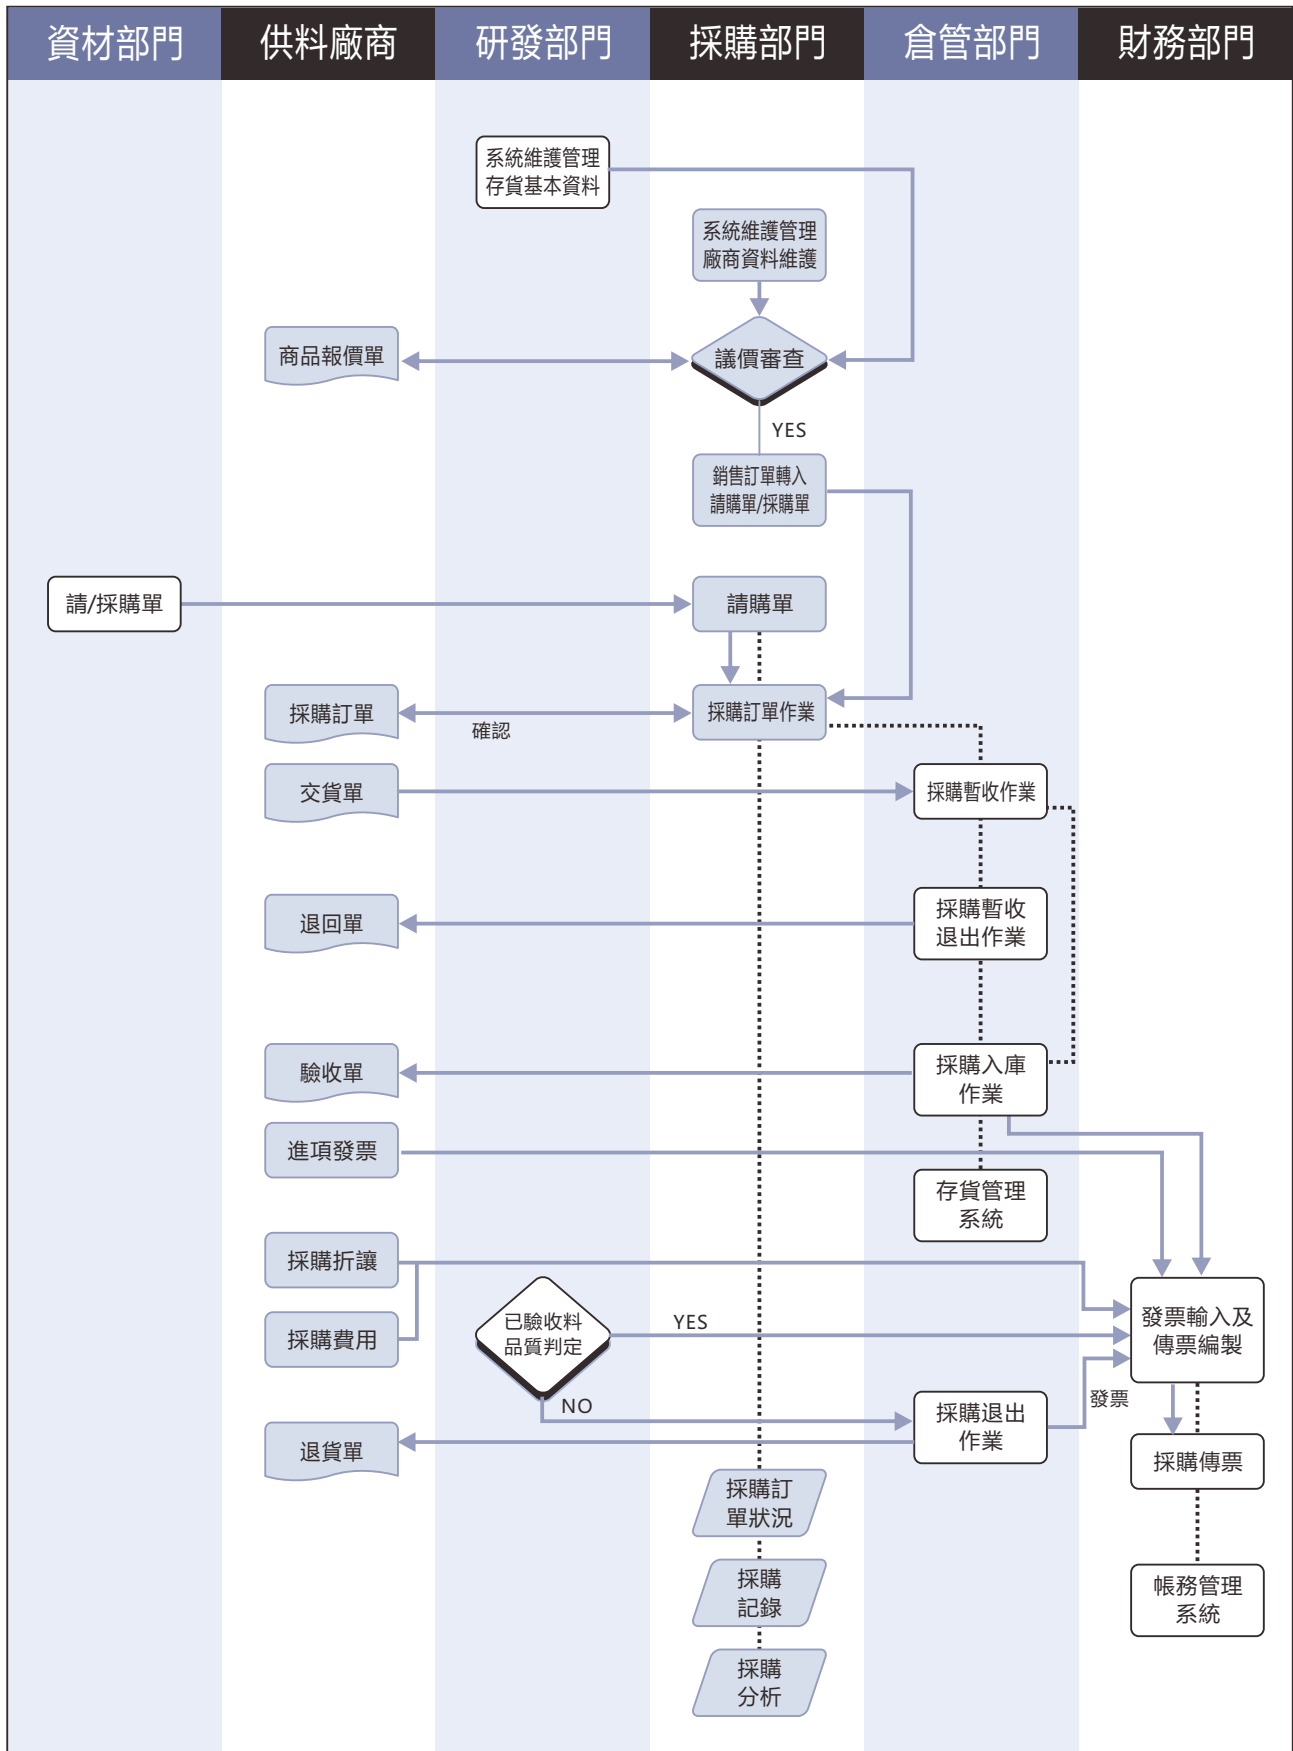 資材部門
供料廠商
研發部門
採購部門
倉管部門
財務部門
系統維護管理
存貨基本資料
系統維護管理
廠商資料維護
商品報價單
議價審查
YES
銷售訂單轉入
請購單/採購單
請/採購單
請購單
採購訂單
確認
採購訂單作業
交貨單
採購暫收作業
退回單
採購暫收
退出作業
驗收單
採購入庫
作業
進項發票
存貨管理
系統
採購折讓
採購費用
已驗收料
品質判定
YES
NO
發票輸入及
傳票編製
發票
採購退出
作業
退貨單
採購傳票
採購訂
單狀況
採購
記錄
帳務管理
系統
採購
分析